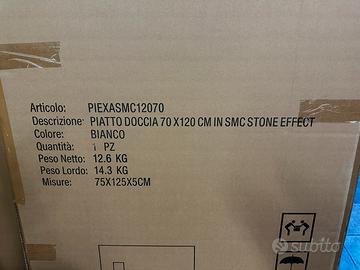 Articolo: PIEXASMC12070
Descrizione: PIATTO DOCCIA 70 X120 CM IN SMC STONE EFFECT
Colore: BIANCO
Quantità: 1 PZ
Peso Netto: 12.6 KG
Peso Lordo: 14.3 KG
Misure: 75X125X5CM
subito